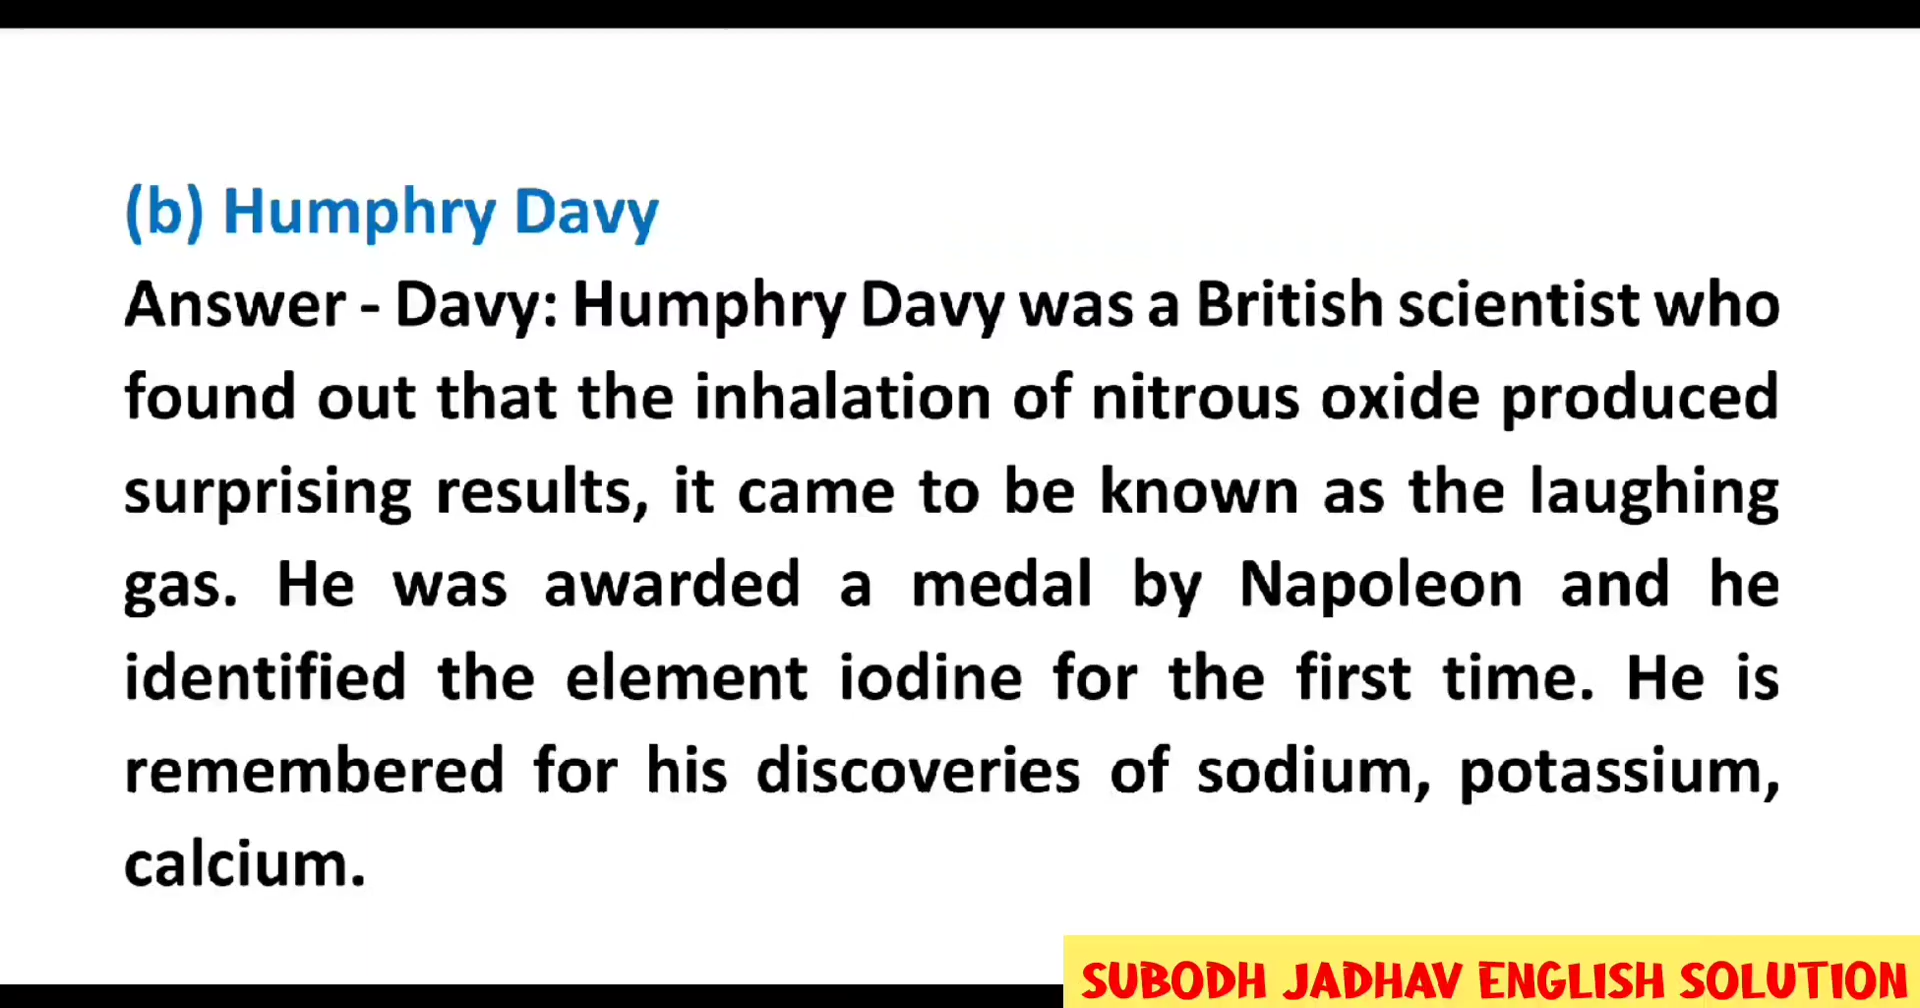 (b) Humphry Davy
Answer - Davy: Humphry Davy was a British scientist who
found out that the inhalation of nitrous oxide produced
surprising results, it came to be known as the laughing
gas. He was awarded a medal by Napoleon and he
identified the element iodine for the first time. He is
remembered for his discoveries of sodium, potassium,
calcium.
SUBODH JADHAV ENGLISH SOLUTION